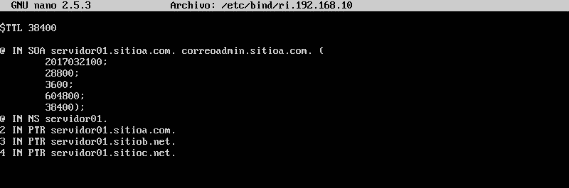 GNU nano 2.5.3 Archivo: /etc/bind/ri.192.168.10
$TTL 38400
@ IN SOA servidor01.sitioa.com. correoadmin.sitioa.com. (
2017032100;
28800;
3600;
604800;
38400);
@ IN NS servidor01.
2 IN PTR servidor01.sitioa.com.
3 IN PTR servidor01.sitiob.net.
4 IN PTR servidor01.sitioc.net.